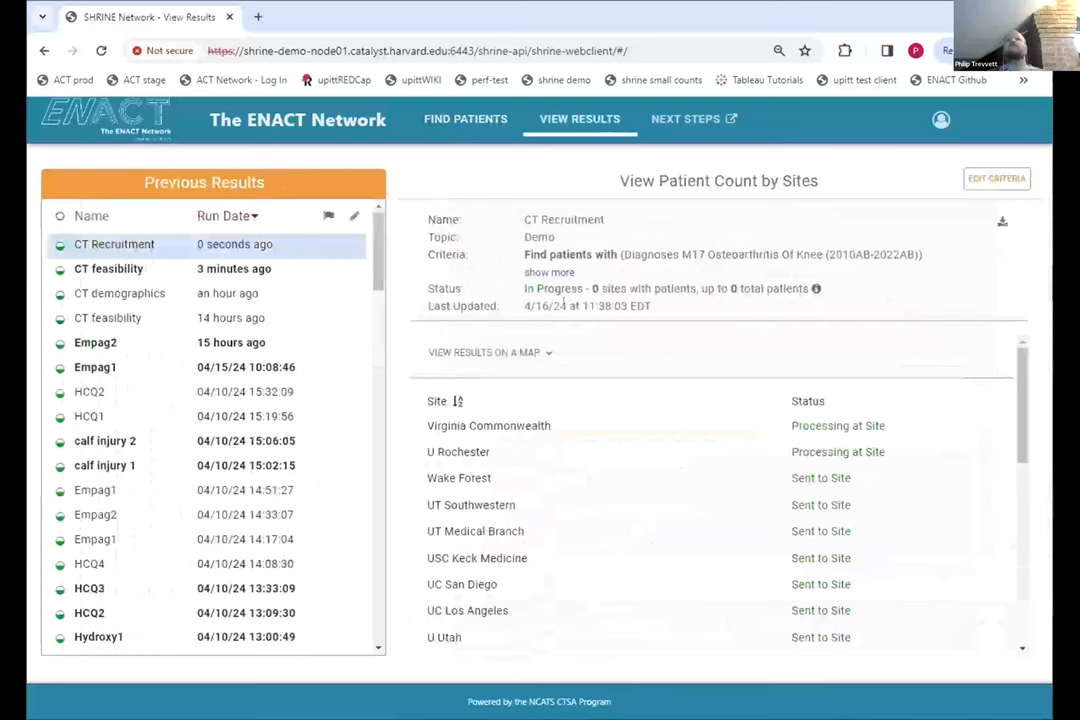 SHRINE Network - View Results
Not secure https://shrine-demo-node01.catalyst.harvard.edu:6443/shrine-api/shrine-webclient/#/
P
Re
Philip Trevvett
ACT prod ACT stage ACT Network - Log In upittREDCap upittWIKI perf-test shrine demo shrine small counts Tableau Tutorials upitt test client ENACT Github
ENACT
The ENACT Network
The ENACT Network FIND PATIENTS VIEW RESULTS NEXT STEPS
Previous Results
Name Run Date
CT Recruitment 0 seconds ago
CT feasibility 3 minutes ago
CT demographics an hour ago
CT feasibility 14 hours ago
Empag2 15 hours ago
Empag1 04/15/24 10:08:46
HCQ2 04/10/24 15:32:09
HCQ1 04/10/24 15:19:56
calf injury 2 04/10/24 15:06:05
calf injury 1 04/10/24 15:02:15
Empag1 04/10/24 14:51:27
Empag2 04/10/24 14:33:07
Empag1 04/10/24 14:17:04
HCQ4 04/10/24 14:08:30
HCQ3 04/10/24 13:33:09
HCQ2 04/10/24 13:09:30
Hydroxy1 04/10/24 13:00:49
View Patient Count by Sites
EDIT CRITERIA
Name: CT Recruitment
Topic: Demo
Criteria: Find patients with (Diagnoses M17 Osteoarthritis Of Knee (2010AB-2022AB))
show more
Status: In Progress - 0 sites with patients, up to 0 total patients
Last Updated: 4/16/24 at 11:38:03 EDT
VIEW RESULTS ON A MAP
Site Status
Virginia Commonwealth Processing at Site
U Rochester Processing at Site
Wake Forest Sent to Site
UT Southwestern Sent to Site
UT Medical Branch Sent to Site
USC Keck Medicine Sent to Site
UC San Diego Sent to Site
UC Los Angeles Sent to Site
U Utah Sent to Site
Powered by the NCATS CTSA Program